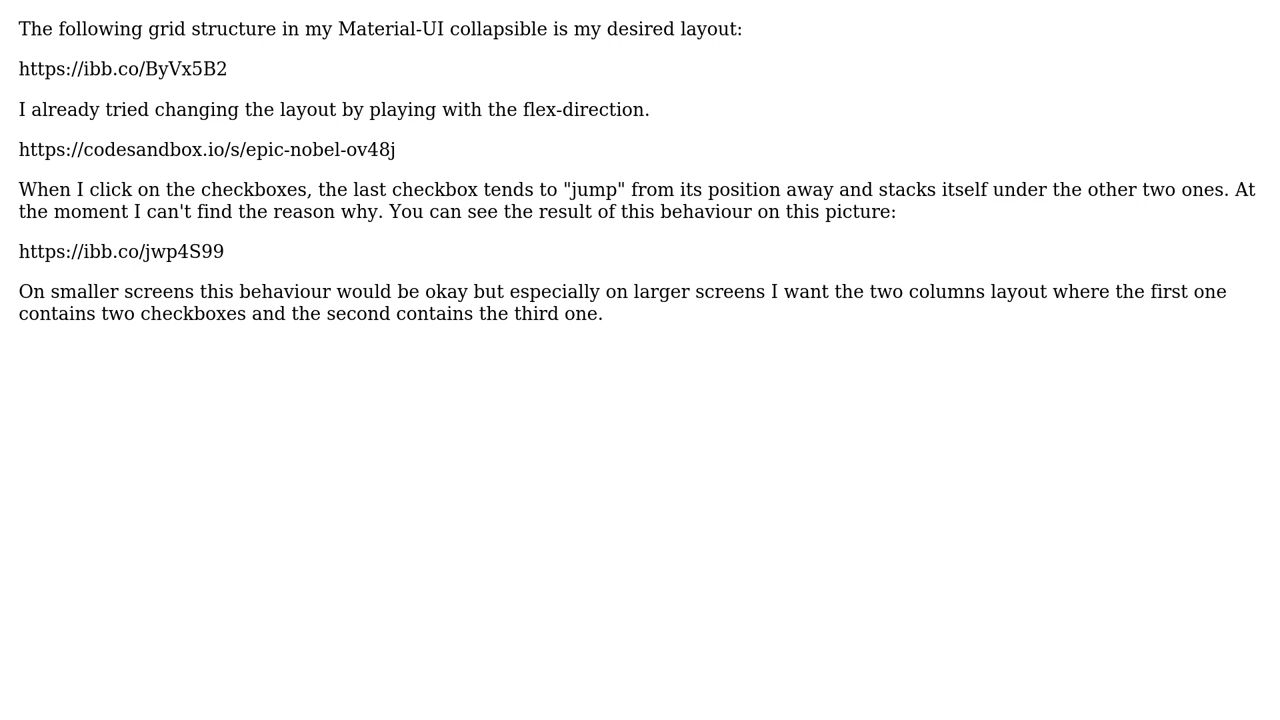 The following grid structure in my Material-UI collapsible is my desired layout:
https://ibb.co/ByVx5B2
I already tried changing the layout by playing with the flex-direction.
https://codesandbox.io/s/epic-nobel-ov48j
When I click on the checkboxes, the last checkbox tends to "jump" from its position away and stacks itself under the other two ones. At
the moment I can't find the reason why. You can see the result of this behaviour on this picture:
https://ibb.co/jwp4S99
On smaller screens this behaviour would be okay but especially on larger screens I want the two columns layout where the first one
contains two checkboxes and the second contains the third one.